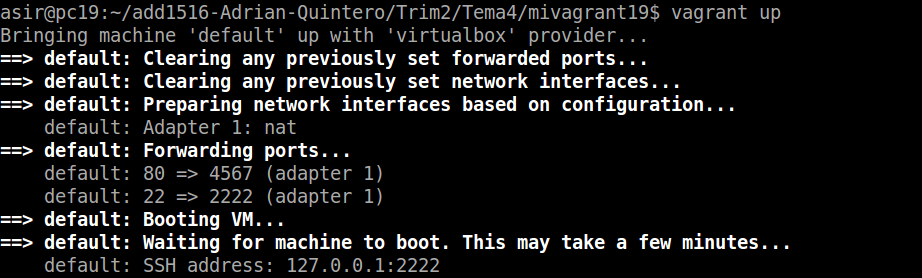 asir@pc19:~/add1516-Adrian-Quintero/Trim2/Tema4/mivagrant19$ vagrant up
Bringing machine 'default' up with 'virtualbox' provider...
==> default: Clearing any previously set forwarded ports...
==> default: Clearing any previously set network interfaces...
==> default: Preparing network interfaces based on configuration...
    default: Adapter 1: nat
==> default: Forwarding ports...
    default: 80 => 4567 (adapter 1)
    default: 22 => 2222 (adapter 1)
==> default: Booting VM...
==> default: Waiting for machine to boot. This may take a few minutes...
    default: SSH address: 127.0.0.1:2222